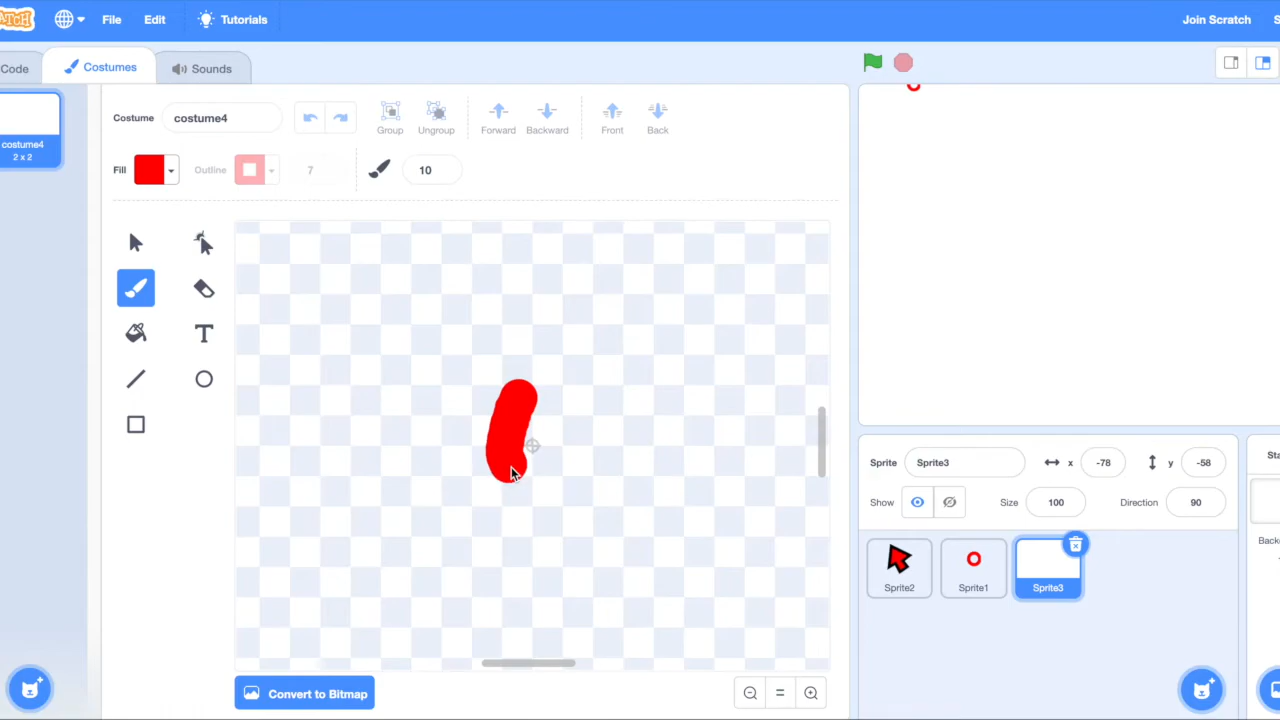 File Edit Tutorials Join Scratch
Code Costumes Sounds
Costume costume4 Group Ungroup Forward Backward Front Back
costume4
2 x 2
Fill Outline 7 10
Sprite Sprite3 x -78 y -58
Show Size 100 Direction 90
Sprite2 Sprite1 Sprite3
Convert to Bitmap